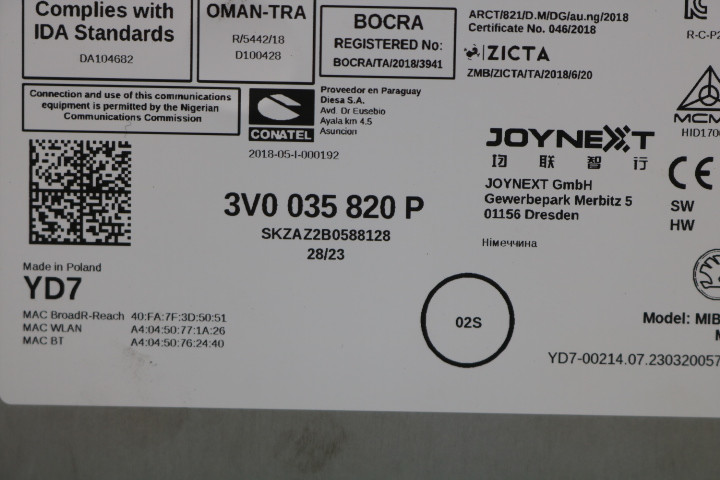 Complies with
IDA Standards
DA104682
OMAN-TRA
R/5442/18
D100428
BOCRA
REGISTERED No:
BOCRA/TA/2018/3941
ARCT/821/D.M/DG/au.ng/2018
Certificate No. 046/2018
ZICTA
ZMB/ZICTA/TA/2018/6/20
R-C-P2
Connection and use of this communications
equipment is permitted by the Nigerian
Communications Commission
CONATEL
2018-05-I-000192
Proveedor en Paraguay
Diesa S.A.
Avd. Dr Eusebio
Ayala km 4.5
Asuncion
MCM
HID170
JOYNEXT
联 智 行
JOYNEXT GmbH
Gewerbepark Merbitz 5
01156 Dresden
Німеччина
CE
SW
HW
3V0 035 820 P
SKZAZ2B0588128
28/23
Made in Poland
YD7
MAC BroadR-Reach 40:FA:7F:3D:50:51
MAC WLAN A4:04:50:77:1A:26
MAC BT A4:04:50:76:24:40
02S
Model: MIB
YD7-00214.07.230320057